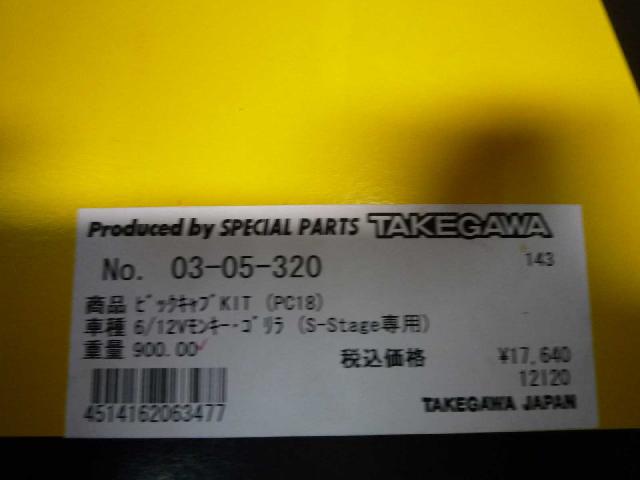 Produced by SPECIAL PARTS TAKEGAWA
No. 03-05-320 143
商品 ﾋﾞｯｸｷｬﾌﾞKIT (PC18)
車種 6/12Vﾓﾝｷｰ･ｺﾞﾘﾗ (S-Stage専用)
重量 900.00 税込価格 ¥17,640
12120
4514162063477 TAKEGAWA JAPAN